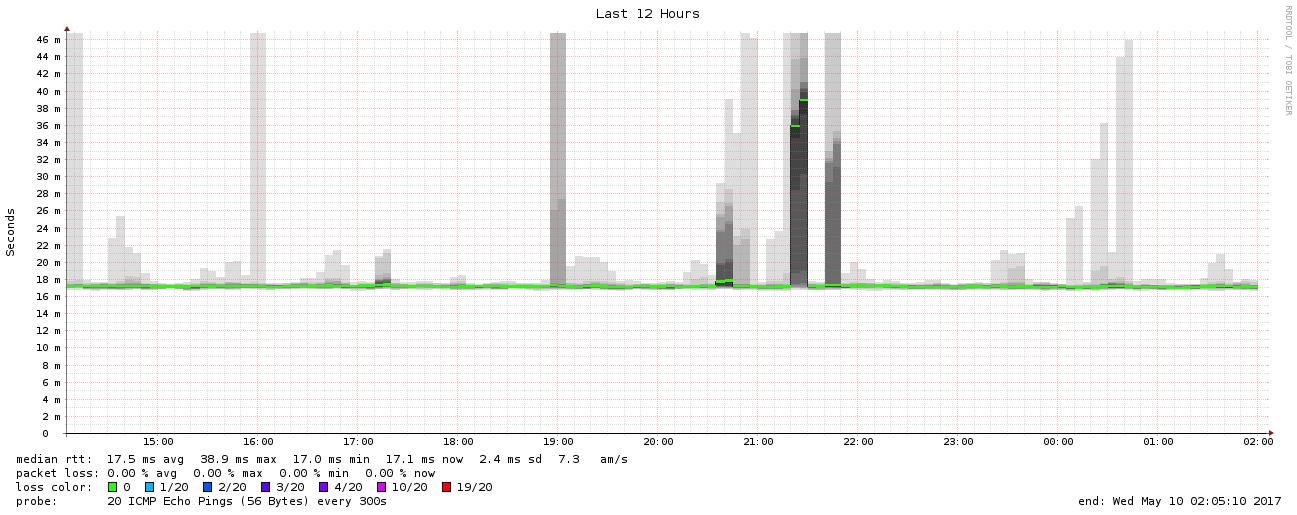 Last 12 Hours
RRDTOOL / TOBI OETIKER
Seconds
46 m
44 m
42 m
40 m
38 m
36 m
34 m
32 m
30 m
28 m
26 m
24 m
22 m
20 m
18 m
16 m
14 m
12 m
10 m
8 m
6 m
4 m
2 m
0
15:00 16:00 17:00 18:00 19:00 20:00 21:00 22:00 23:00 00:00 01:00 02:00
median rtt: 17.5 ms avg 38.9 ms max 17.0 ms min 17.1 ms now 2.4 ms sd 7.3 am/s
packet loss: 0.00 % avg 0.00 % max 0.00 % min 0.00 % now
loss color: 0 1/20 2/20 3/20 4/20 10/20 19/20
probe: 20 ICMP Echo Pings (56 Bytes) every 300s end: Wed May 10 02:05:10 2017